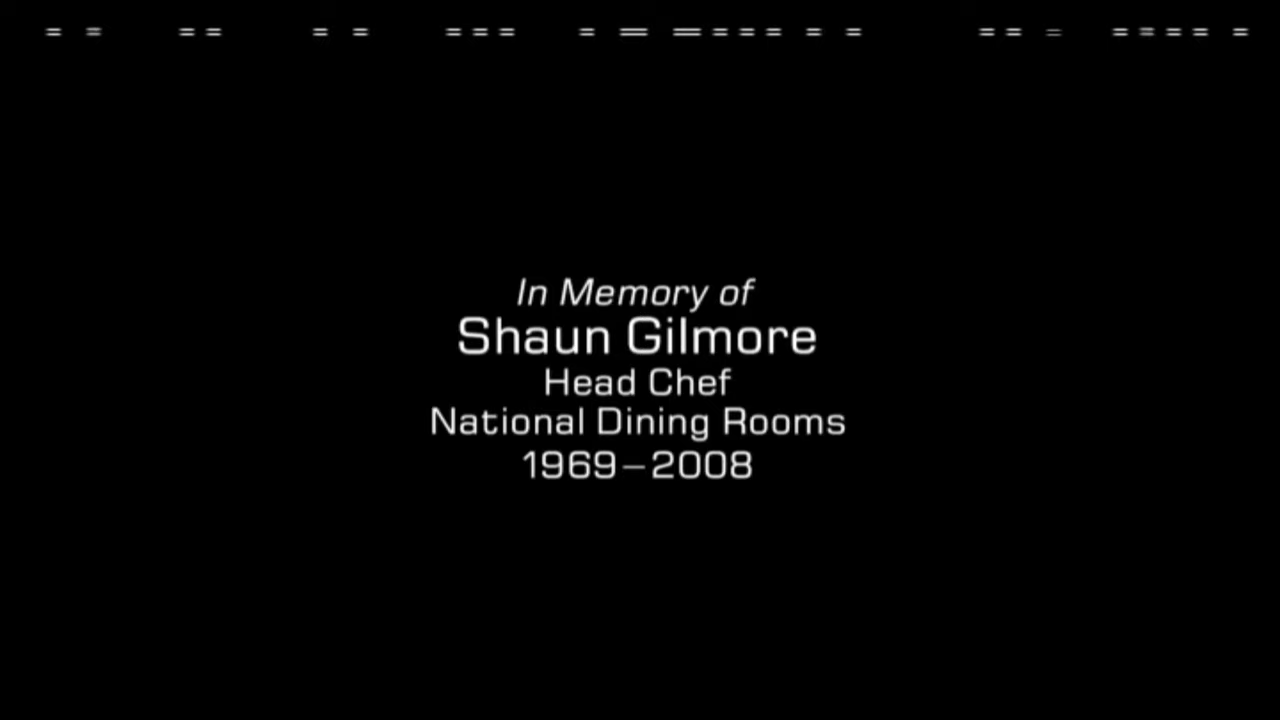 In Memory of
Shaun Gilmore
Head Chef
National Dining Rooms
1969–2008